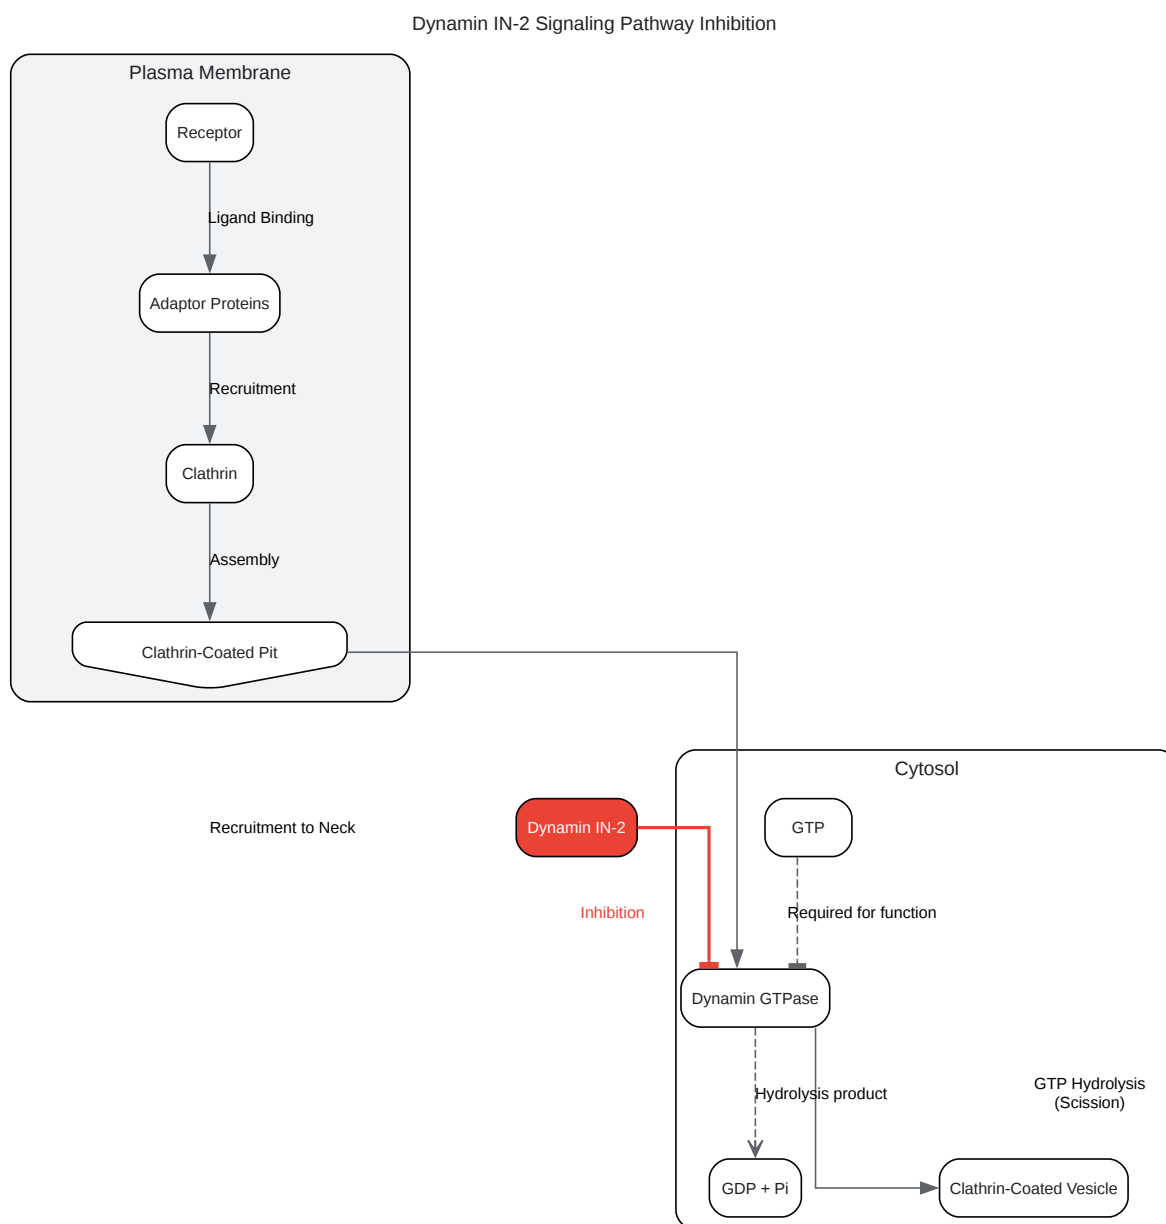 Dynamin IN-2 Signaling Pathway Inhibition
Plasma Membrane
Receptor
Ligand Binding
Adaptor Proteins
Recruitment
Clathrin
Assembly
Clathrin-Coated Pit
Cytosol
Recruitment to Neck
Dynamin IN-2
GTP
Inhibition
Required for function
Dynamin GTPase
Hydrolysis product
GTP Hydrolysis
(Scission)
GDP + Pi
Clathrin-Coated Vesicle